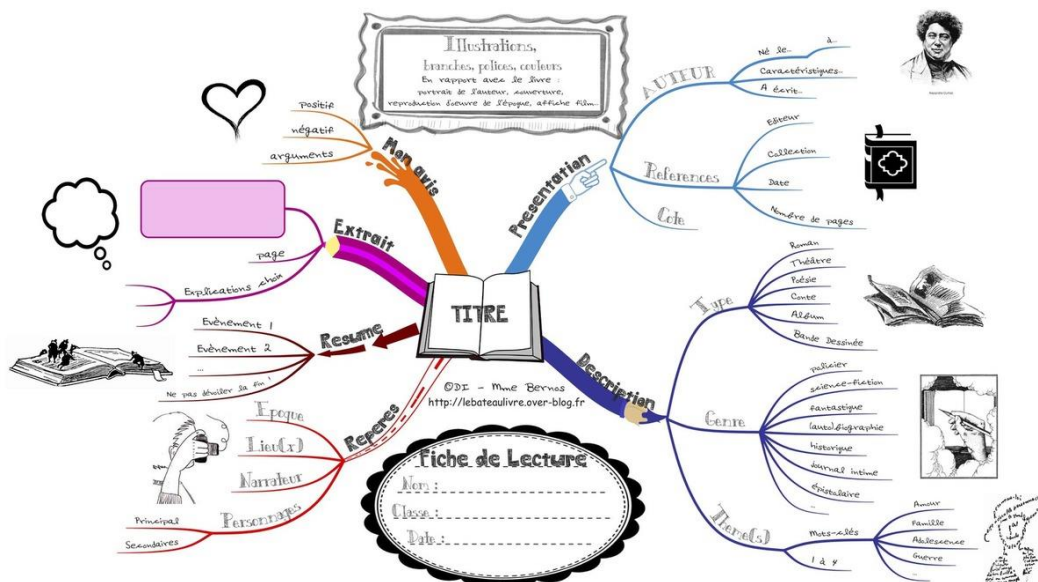 Illustrations,
branches, polices, couleurs
En rapport avec le livre :
portrait de l'auteur, couverture,
reproduction d'oeuvre de l'époque, affiche film...
Mon avis
positif
négatif
arguments
Extrait
page
Explications choix
Résumé
Evènement 1
Evènement 2
...
Ne pas dévoiler la fin !
Repères
Epoque
Lieu(x)
Narrateur
Personnages
Principal
Secondaires
TITRE
©DI - Mme Bernos
http://lebateaulivre.over-blog.fr
Fiche de Lecture
Nom :
Classe :
Date :
Présentation
AUTEUR
Né le...
à...
Caractéristiques...
A écrit...
Références
Editeur
Collection
Date
Nombre de pages
Cote
Description
Type
Roman
Théâtre
Poésie
Conte
Album
Bande Dessinée
Genre
policier
science-fiction
fantastique
(auto)biographie
historique
journal intime
épistolaire
...
Thème(s)
Mots-clés
1 à 4
Amour
Famille
Adolescence
Guerre
...